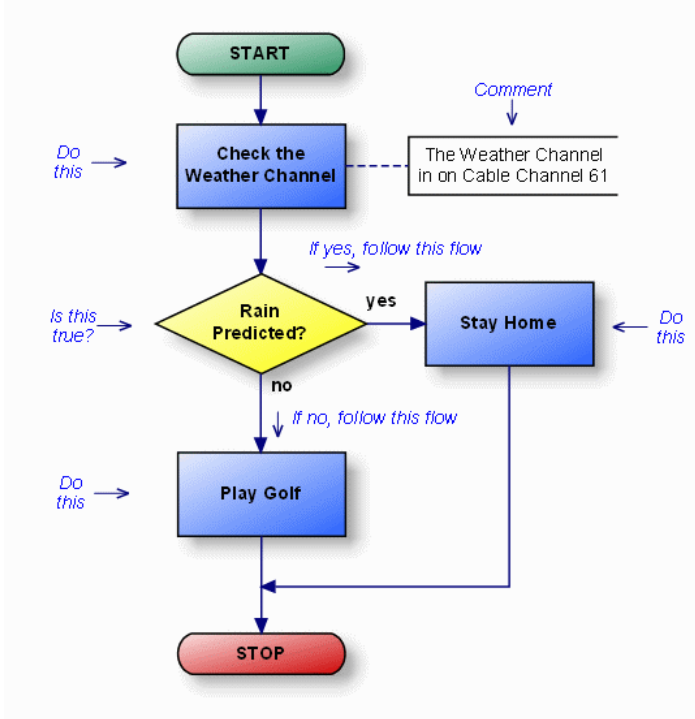 START
Comment
Do
this
Check the
Weather Channel
The Weather Channel
in on Cable Channel 61
If yes, follow this flow
Is this
true?
Rain
Predicted?
yes
Stay Home
Do
this
no
If no, follow this flow
Do
this
Play Golf
STOP